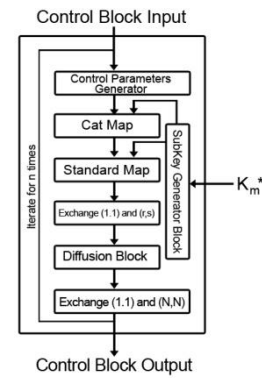 Control Block Input
Control Parameters
Generator
Cat Map
Standard Map
Exchange (1.1) and (r,s)
Diffusion Block
Exchange (1.1) and (N,N)
Iterate for n times
SubKey Generator Block
K_m*
Control Block Output